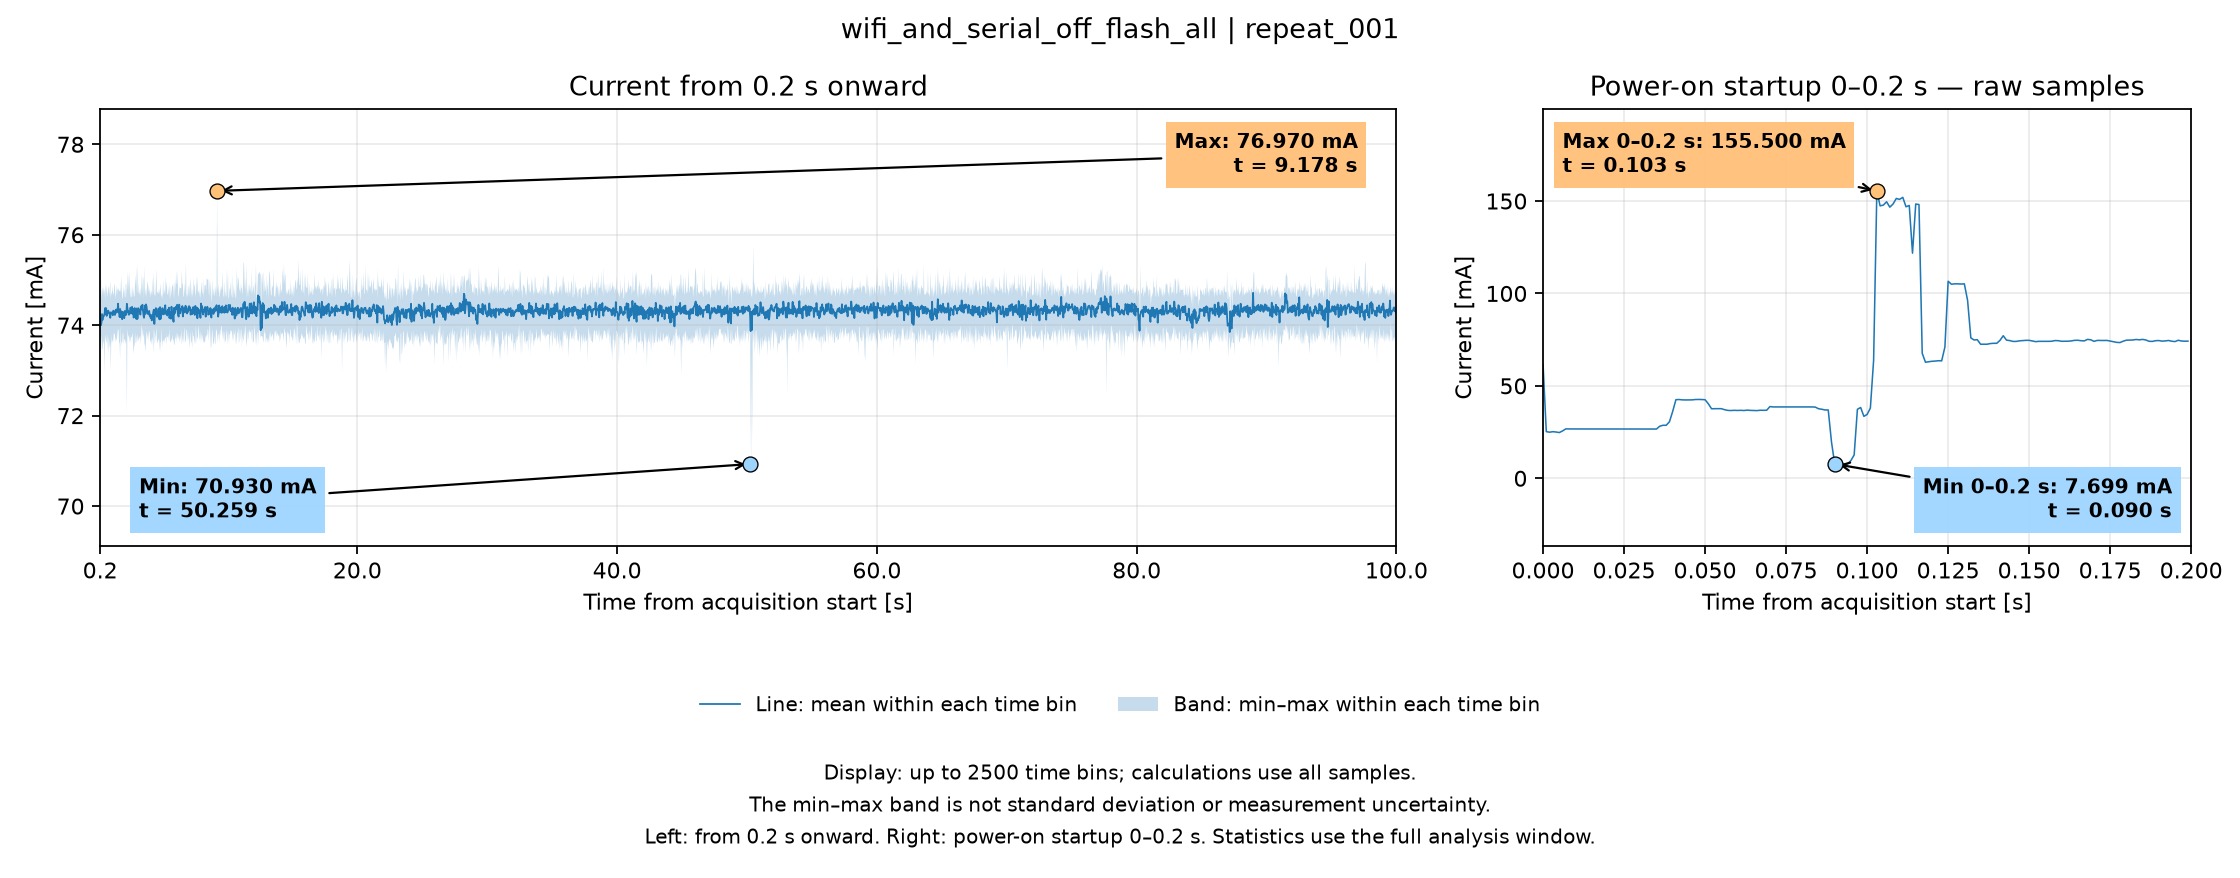 wifi_and_serial_off_flash_all | repeat_001
Current from 0.2 s onward
Current [mA]
78
76
74
72
70
Max: 76.970 mA
t = 9.178 s
Min: 70.930 mA
t = 50.259 s
0.2
20.0
40.0
60.0
80.0
100.0
Time from acquisition start [s]
Power-on startup 0–0.2 s — raw samples
Current [mA]
150
100
50
0
Max 0–0.2 s: 155.500 mA
t = 0.103 s
Min 0–0.2 s: 7.699 mA
t = 0.090 s
0.000
0.025
0.050
0.075
0.100
0.125
0.150
0.175
0.200
Time from acquisition start [s]
Line: mean within each time bin
Band: min–max within each time bin
Display: up to 2500 time bins; calculations use all samples.
The min–max band is not standard deviation or measurement uncertainty.
Left: from 0.2 s onward. Right: power-on startup 0–0.2 s. Statistics use the full analysis window.